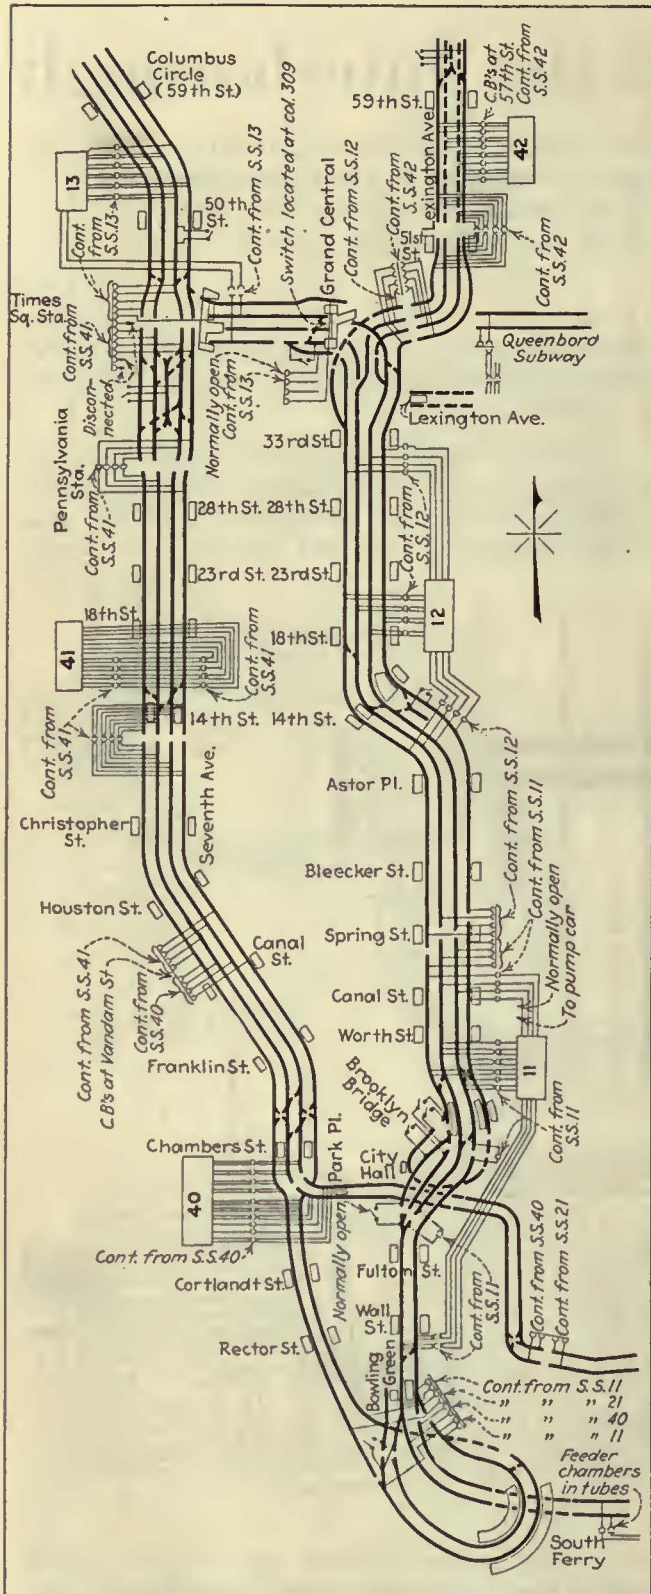 Columbus
Circle
(59th St.)
13
Cont.
from
S.S.13
50th
St.
Cont. from S.S.13
Switch located at col. 309
Grand Central
Cont. from S.S.12
Cont. from
S.S.42
59th St.
Lexington Ave.
51st
St.
C.B's at
57th St.
Cont. from
S.S.42
42
Cont. from
S.S.42
Times
Sq. Sta.
Cont. from
S.S. 41
Discon-
nected
Normally open
Cont. from
S.S.13
Queenboro
Subway
Lexington Ave.
Pennsylvania
Sta.
Cont. from
S.S. 41
33rd St.
28th St.
28th St.
Cont. from
S.S. 12
23rd St.
23rd St.
12
18th St.
18th St.
41
Cont. from
S.S.41
Cont. from
S.S.41
14th St.
14th St.
Seventh Ave.
Christopher
St.
Astor Pl.
Cont. from S.S.12
Cont. from S.S.11
Normally open
To pump car
Bleecker St.
Houston St.
Spring St.
Canal
St.
Canal St.
Cont. from S.S.41
C.B's at Vandam St.
Cont. from
S.S.40
Worth St.
Franklin St.
11
Brooklyn
Bridge
Cont. from
S.S.11
Chambers St.
Park Pl.
City
Hall
40
Cont. from S.S.40
Normally open
Cont. from S.S.40
Cont. from S.S.21
Cortlandt St.
Fulton St.
Cont. from
S.S.11
Wall
St.
Rector St.
Bowling
Green
Cont. from S.S.11
" " " 21
" " " 40
" " " 11
Feeder
chambers
in tubes
South
Ferry